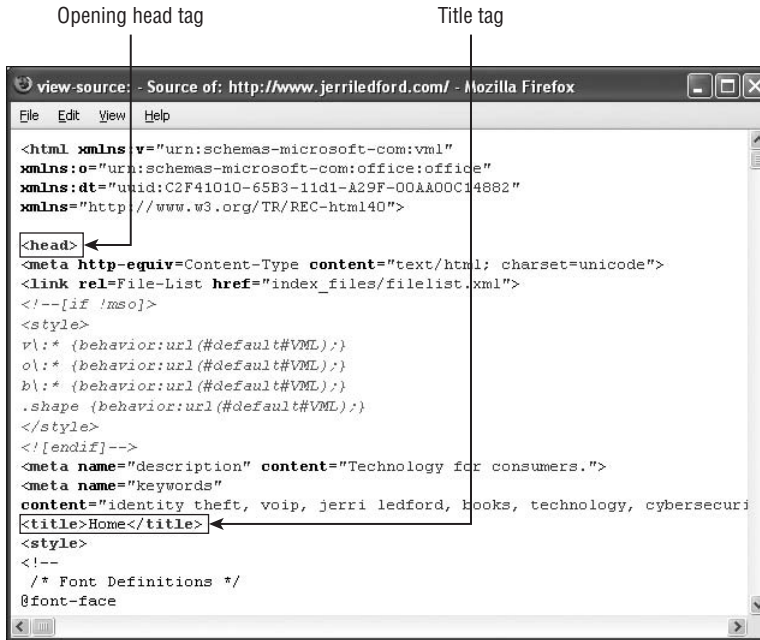 Opening head tag
Title tag
view-source: - Source of: http://www.jerriledford.com/ - Mozilla Firefox
File Edit View Help
<html xmlns:v="urn:schemas-microsoft-com:vml"
xmlns:o="urn:schemas-microsoft-com:office:office"
xmlns:dt="uuid:C2F41010-65B3-11d1-A29F-00AA00C14882"
xmlns="http://www.w3.org/TR/REC-html40">
<head>
<meta http-equiv=Content-Type content="text/html; charset=unicode">
<link rel=File-List href="index_files/filelist.xml">
<!--[if !mso]>
<style>
v\:* {behavior:url(#default#VML);}
o\:* {behavior:url(#default#VML);}
b\:* {behavior:url(#default#VML);}
.shape {behavior:url(#default#VML);}
</style>
<![endif]-->
<meta name="description" content="Technology for consumers.">
<meta name="keywords"
content="identity theft, voip, jerri ledford, books, technology, cybersecuri
<title>Home</title>
<style>
<!--
/* Font Definitions */
@font-face